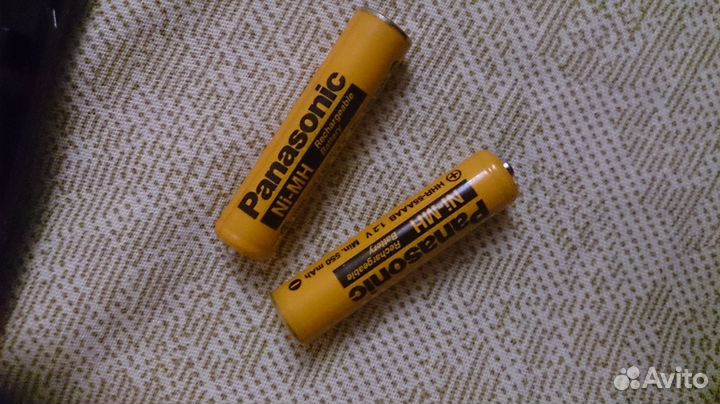 Panasonic
Ni-MH
Rechargeable
Battery
HHR-55AAAB 1.2 V Min. 550 mAh
Ni-MH
Rechargeable
Battery
Panasonic
Avito